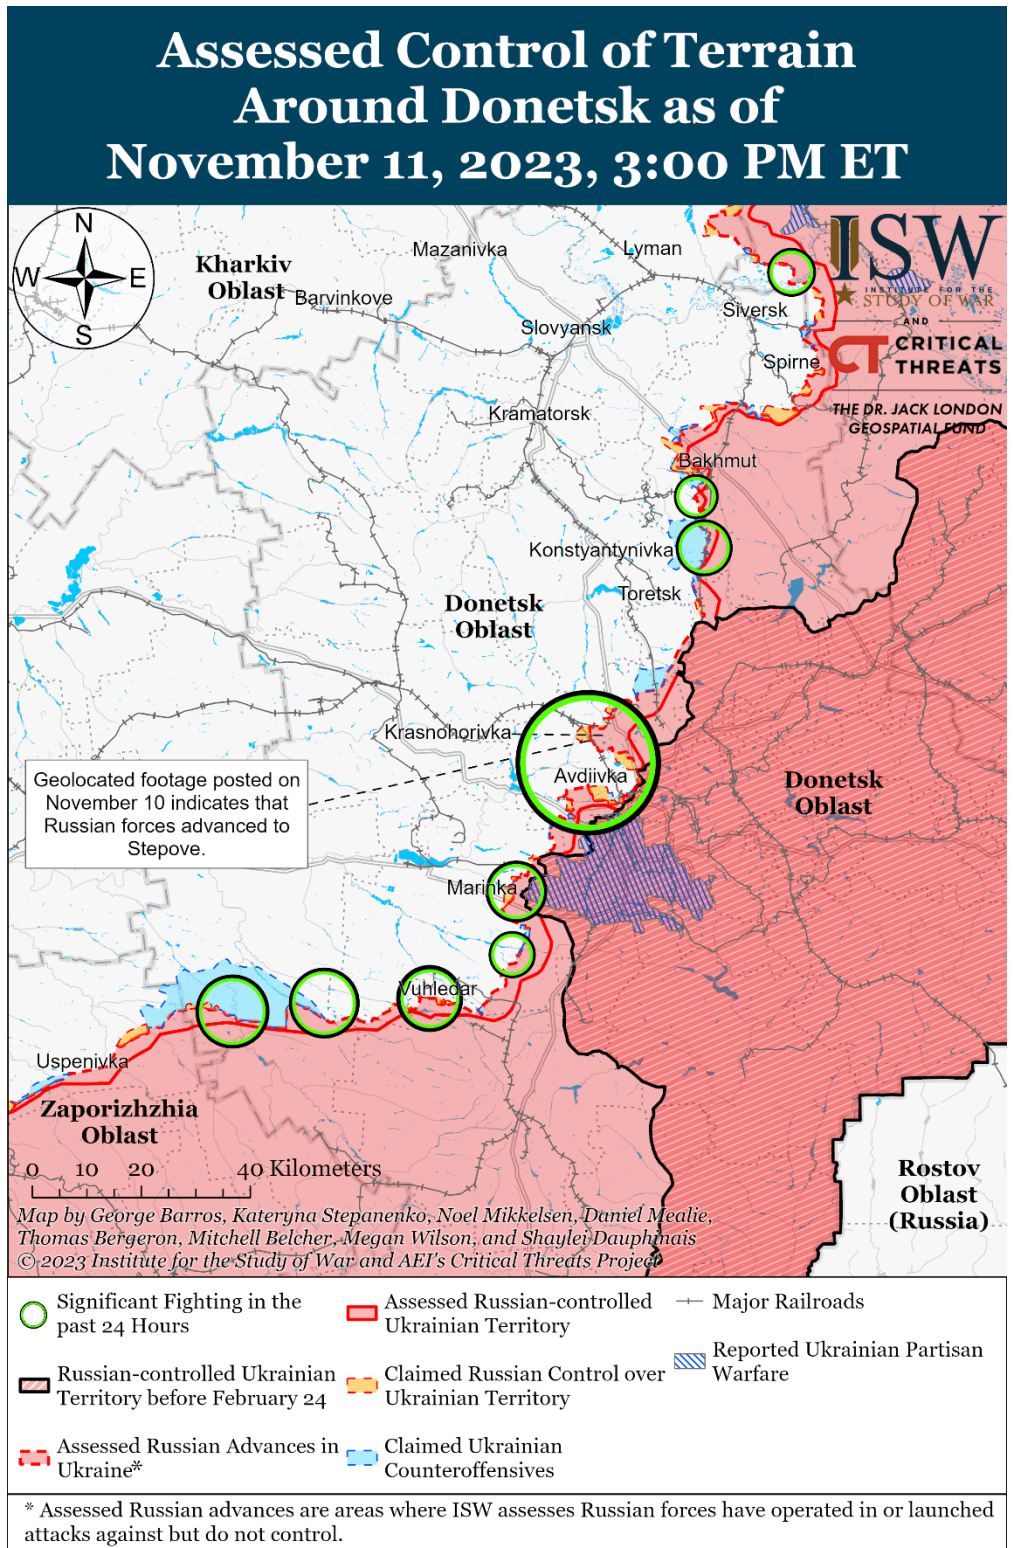 Assessed Control of Terrain
Around Donetsk as of
November 11, 2023, 3:00 PM ET
N
W
E
S
ISW
INSTITUTE FOR THE
STUDY OF WAR
AND
CT
CRITICAL
THREATS
THE DR. JACK LONDON
GEOSPATIAL FUND
Kharkiv
Oblast
Mazanivka
Lyman
Barvinkove
Siversk
Slovyansk
Spirne
Kramatorsk
Bakhmut
Konstyantynivka
Toretsk
Donetsk
Oblast
Krasnohorivka
Avdiivka
Geolocated footage posted on
November 10 indicates that
Russian forces advanced to
Stepove.
Donetsk
Oblast
Marinka
Vuhledar
Uspenivka
Zaporizhzhia
Oblast
Rostov
Oblast
(Russia)
0 10 20 40 Kilometers
Map by George Barros, Kateryna Stepanenko, Noel Mikkelsen, Daniel Mealie,
Thomas Bergeron, Mitchell Belcher, Megan Wilson, and Shaylei Dauphinais
© 2023 Institute for the Study of War and AEI's Critical Threats Project
Significant Fighting in the
past 24 Hours
Russian-controlled Ukrainian
Territory before February 24
Assessed Russian Advances in
Ukraine*
Assessed Russian-controlled
Ukrainian Territory
Claimed Russian Control over
Ukrainian Territory
Claimed Ukrainian
Counteroffensives
Major Railroads
Reported Ukrainian Partisan
Warfare
* Assessed Russian advances are areas where ISW assesses Russian forces have operated in or launched
attacks against but do not control.